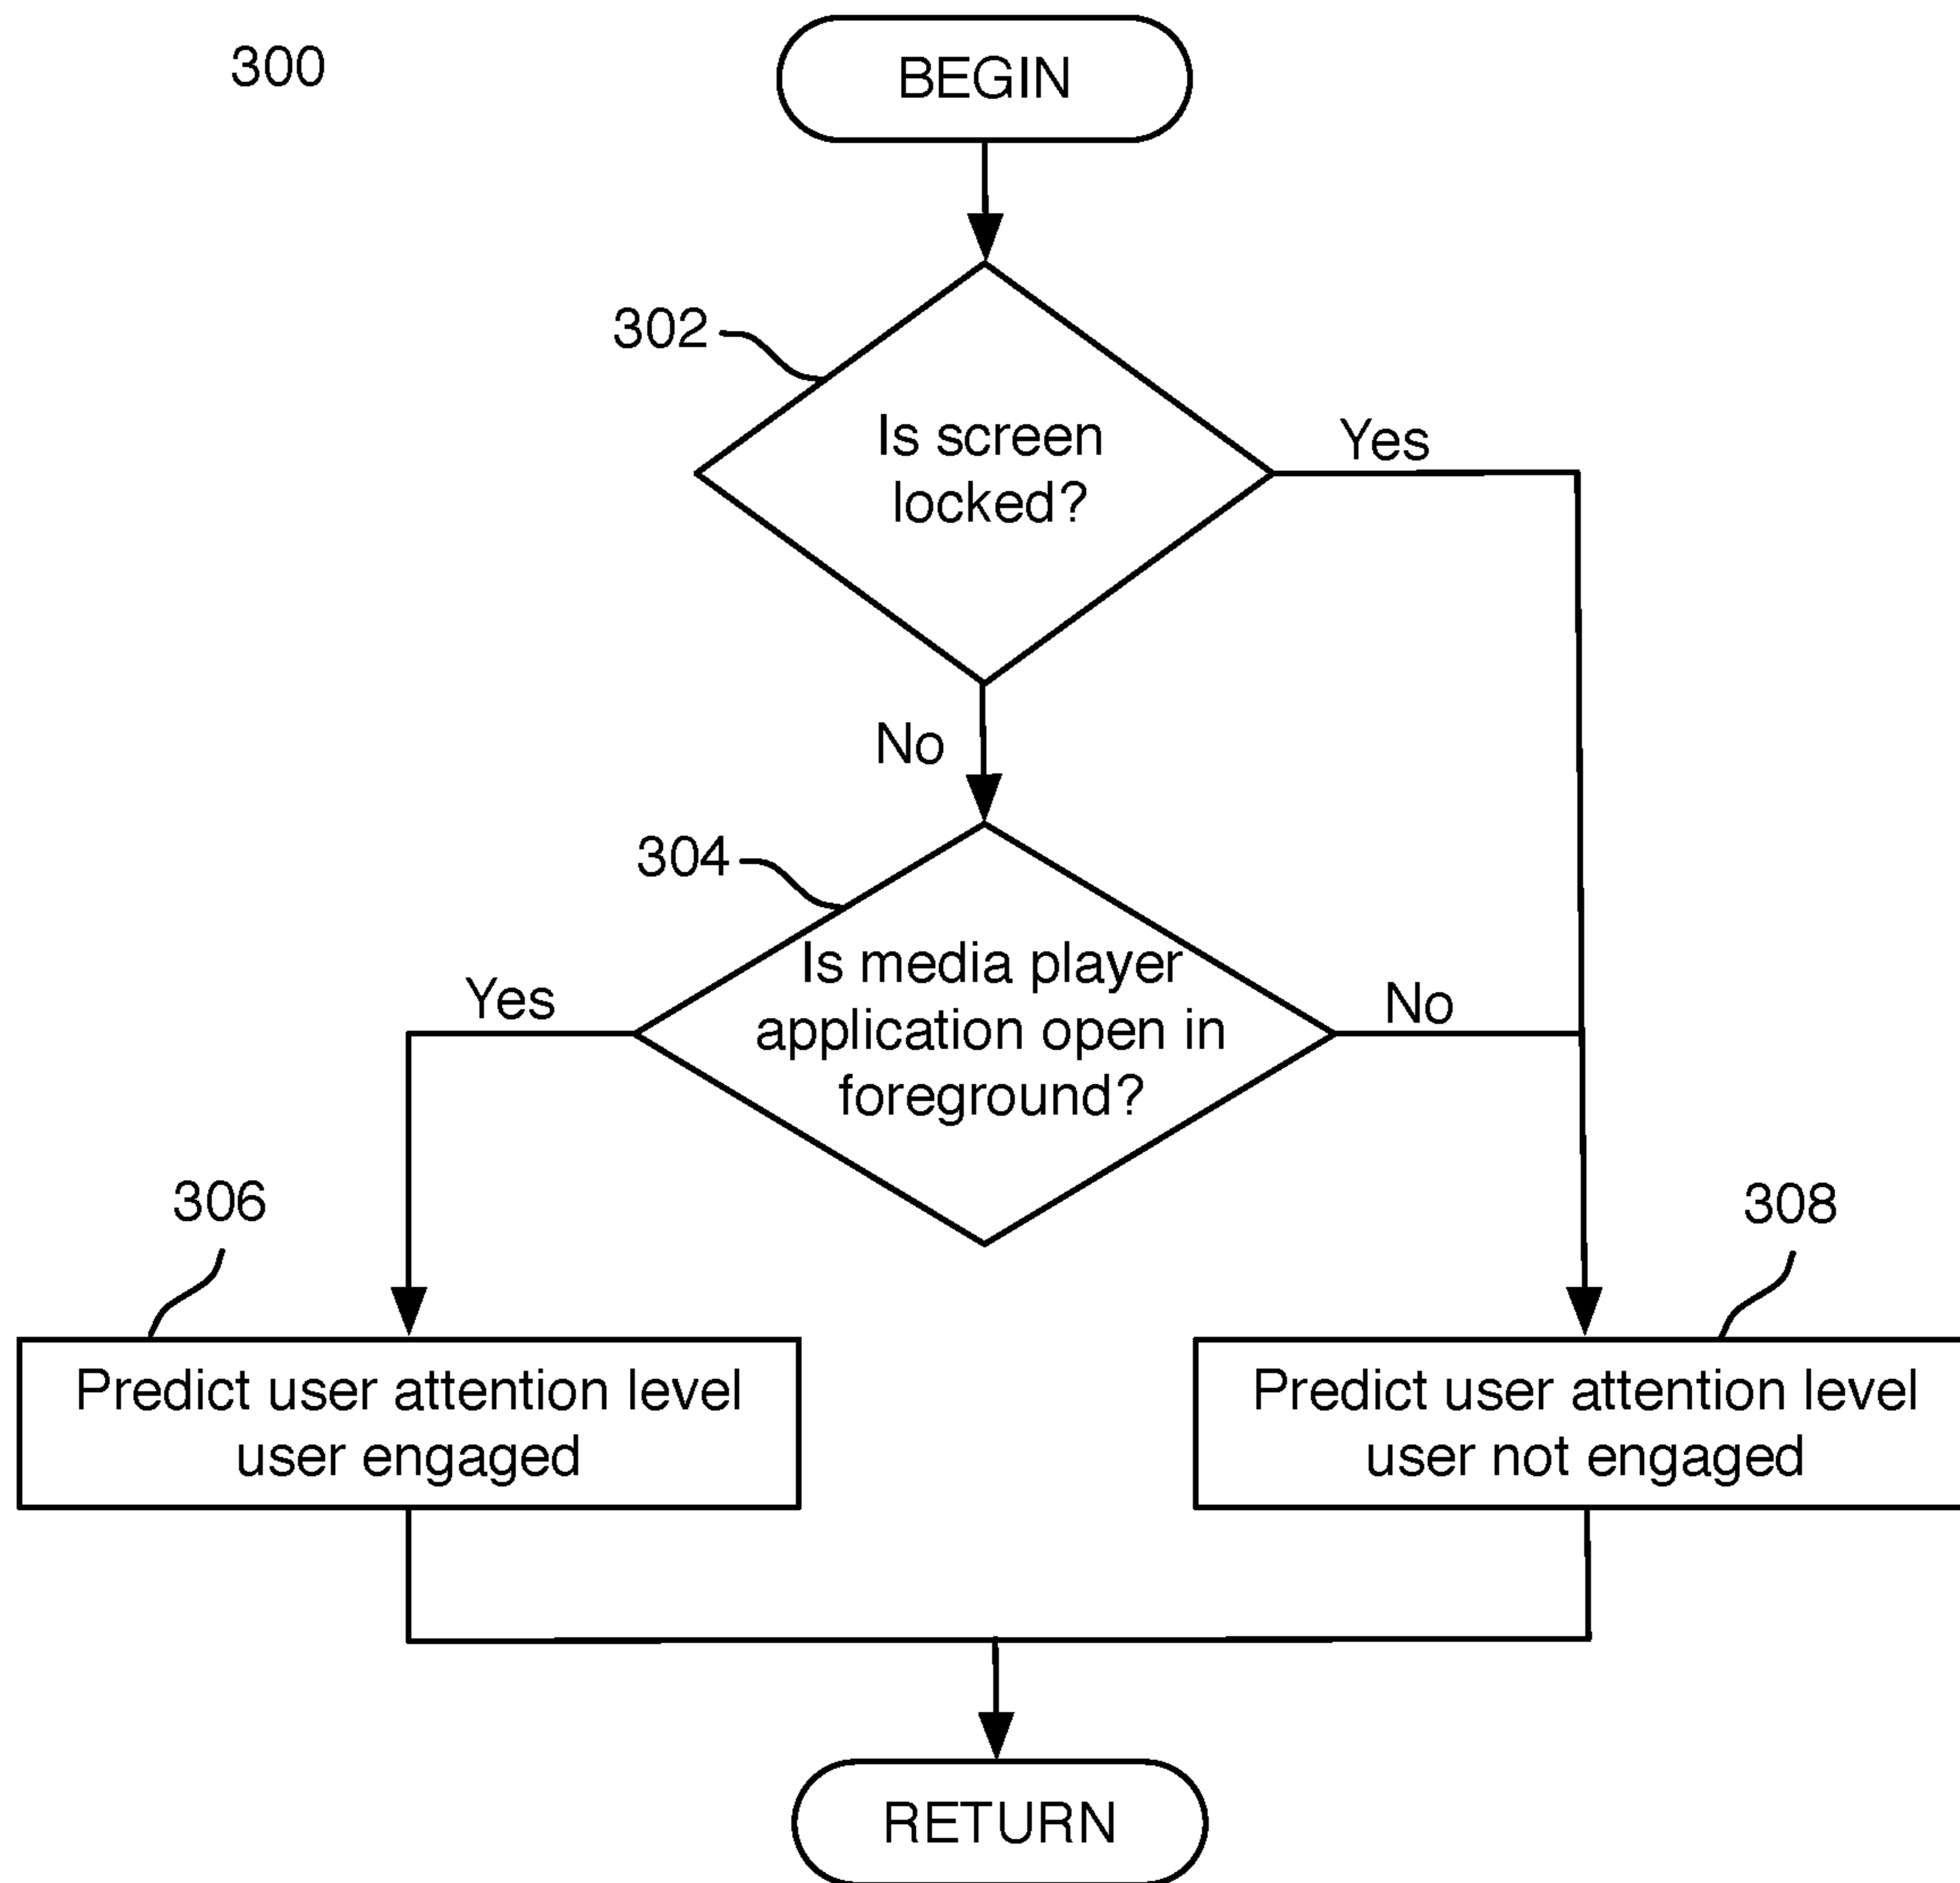 300
BEGIN
302
Is screen
locked?
Yes
No
304
Is media player
application open in
foreground?
Yes
No
306
308
Predict user attention level
user engaged
Predict user attention level
user not engaged
RETURN